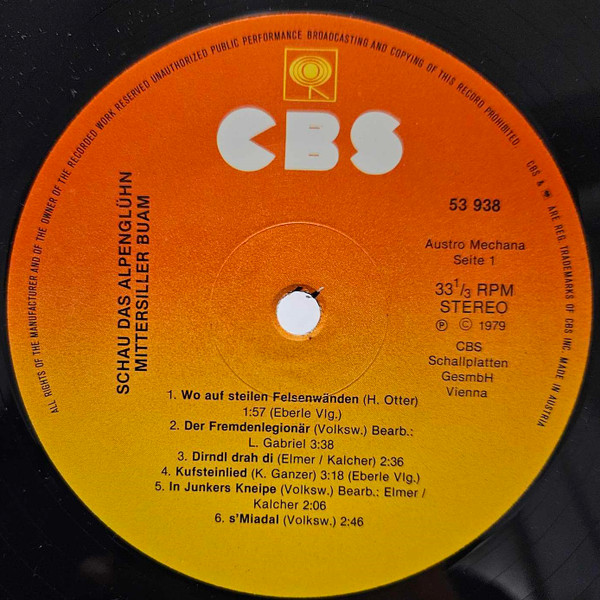 ALL RIGHTS OF THE MANUFACTURER AND OF THE OWNER OF THE RECORDED WORK RESERVED UNAUTHORIZED PUBLIC PERFORMANCE BROADCASTING AND COPYING OF THIS RECORD PROHIBITED. CBS & ARE REG. TRADEMARKS OF CBS INC. MADE IN AUSTRIA
CBS
SCHAU DAS ALPENGLÜHN
MITTERSILLER BUAM
53 938
Austro Mechana
Seite 1
33 1/3 RPM
STEREO
Ⓟ © 1979
CBS
Schallplatten
GesmbH
Vienna
1. Wo auf steilen Felsenwänden (H. Otter)
1:57 (Eberle Vlg.)
2. Der Fremdenlegionär (Volksw.) Bearb.:
L. Gabriel 3:38
3. Dirndl drah di (Elmer / Kalcher) 2:36
4. Kufsteinlied (K. Ganzer) 3:18 (Eberle Vlg.)
5. In Junkers Kneipe (Volksw.) Bearb.: Elmer /
Kalcher 2:06
6. s'Miadal (Volksw.) 2:46